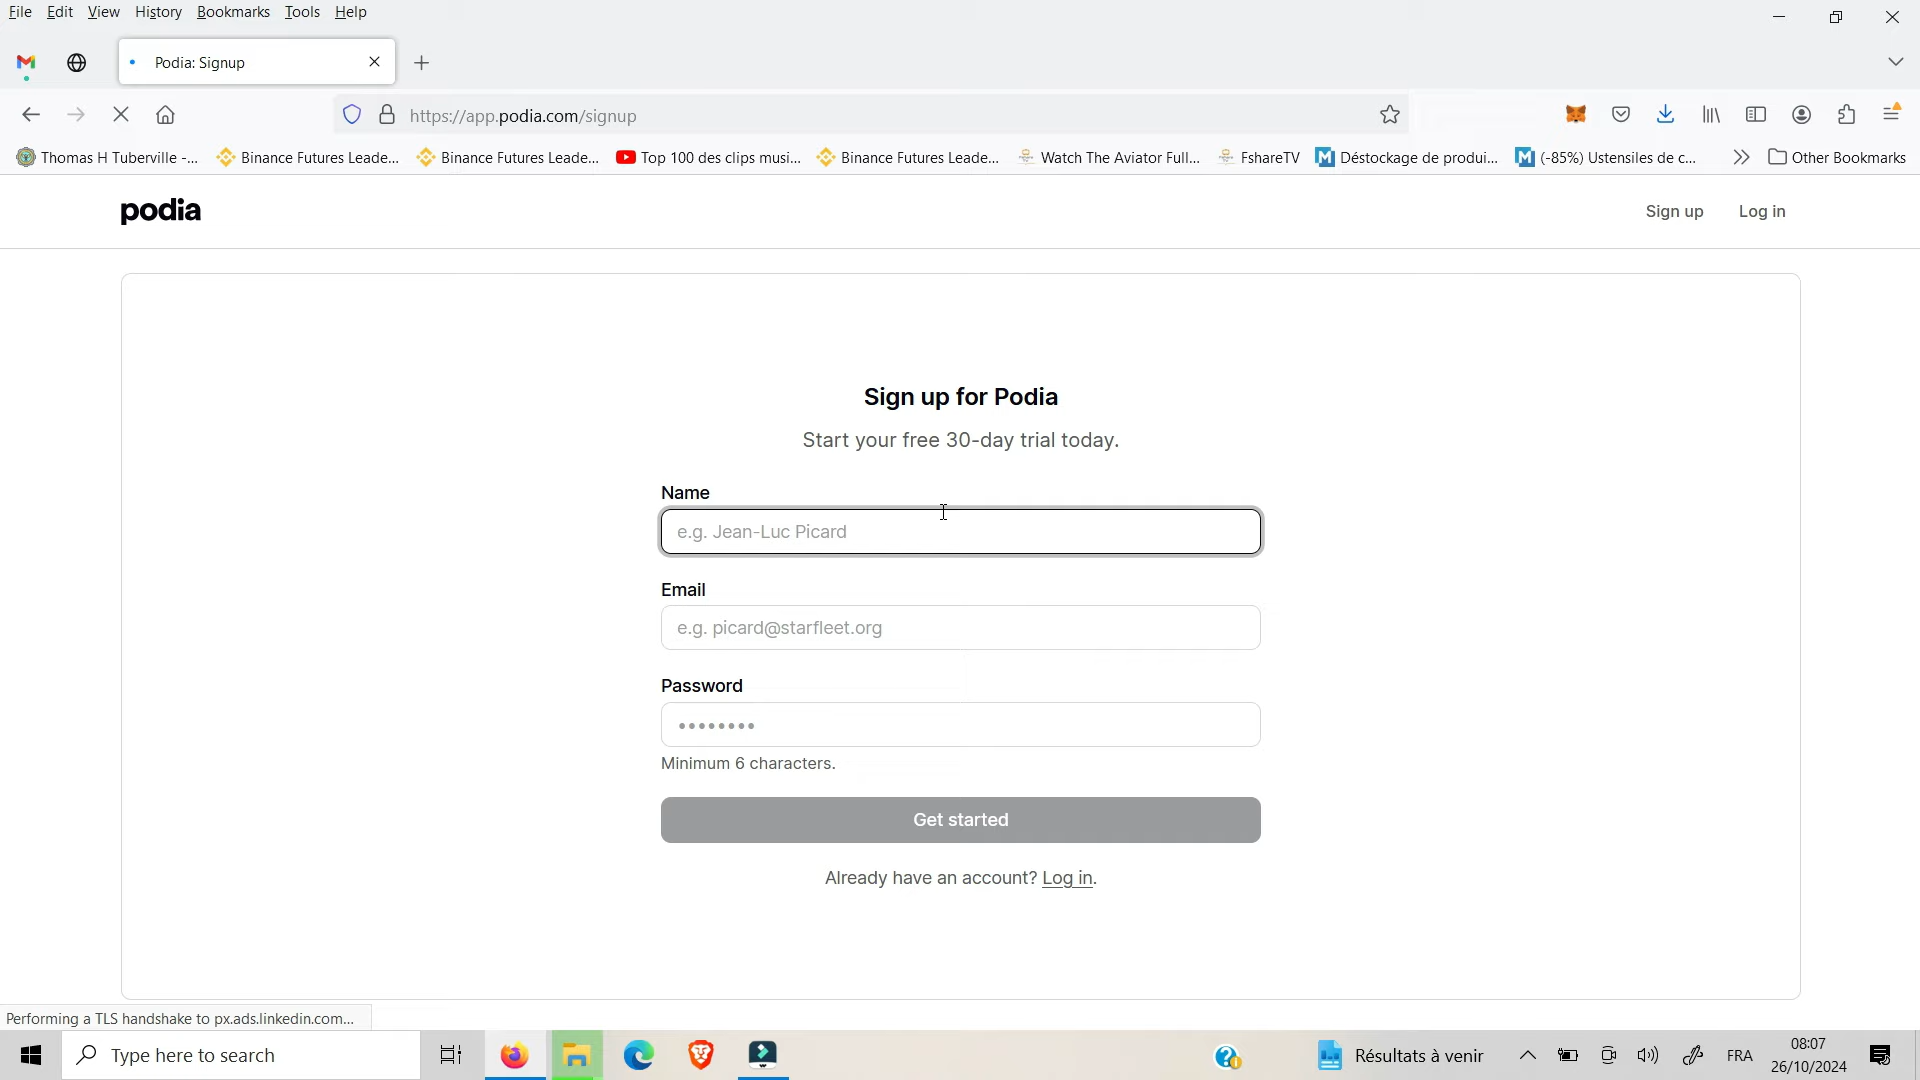 File Edit View History Bookmarks Tools Help
Podia: Signup
https://app.podia.com/signup
Thomas H Tuberville -... Binance Futures Leade... Binance Futures Leade... Top 100 des clips musi... Binance Futures Leade... Watch The Aviator Full... FshareTV Déstockage de produi... (-85%) Ustensiles de c... Other Bookmarks
podia Sign up Log in
Sign up for Podia
Start your free 30-day trial today.
Name
e.g. Jean-Luc Picard
Email
e.g. picard@starfleet.org
Password
Minimum 6 characters.
Get started
Already have an account? Log in.
Performing a TLS handshake to px.ads.linkedin.com...
Type here to search Résultats à venir FRA 08:07
26/10/2024